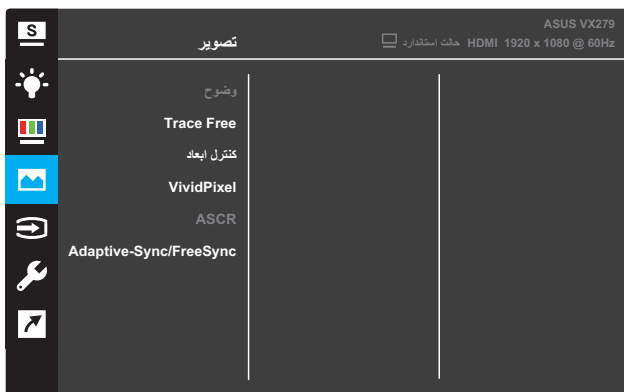 S
ASUS VX279
تصویر
حالت استاندارد HDMI 1920 x 1080 @ 60Hz
وضوح
Trace Free
کنترل ابعاد
VividPixel
ASCR
Adaptive-Sync/FreeSync